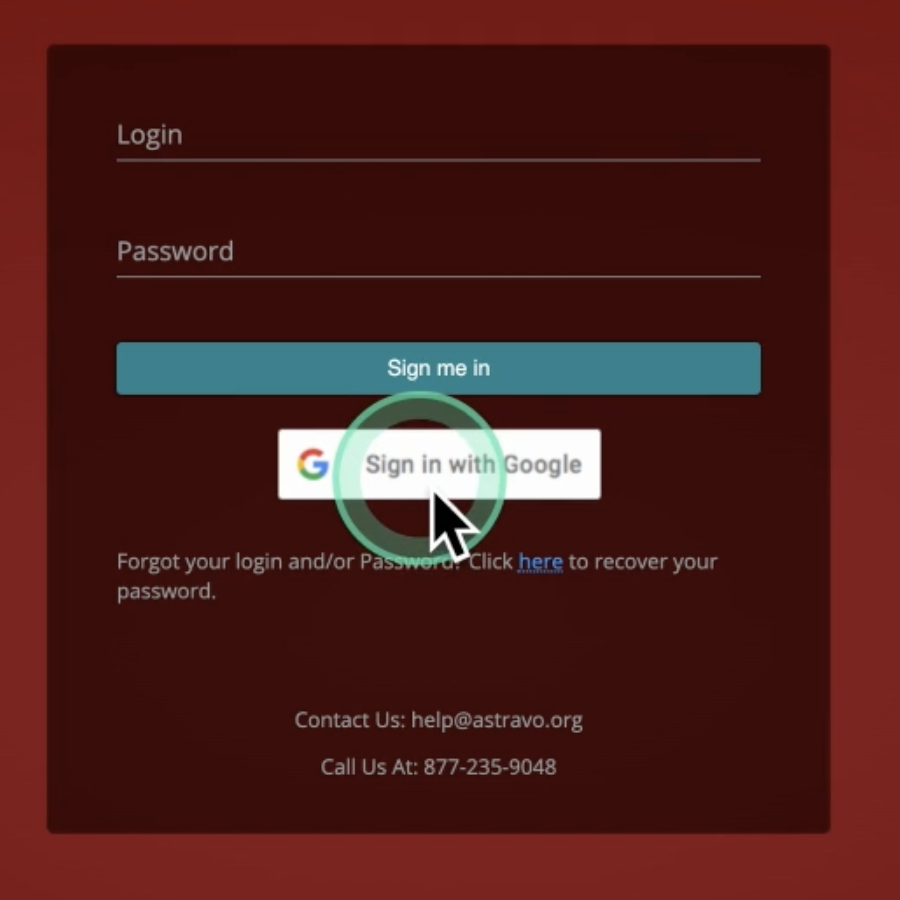 Login
Password
Sign me in
Sign in with Google
Forgot your login and/or Password? Click here to recover your
password.
Contact Us: help@astravo.org
Call Us At: 877-235-9048